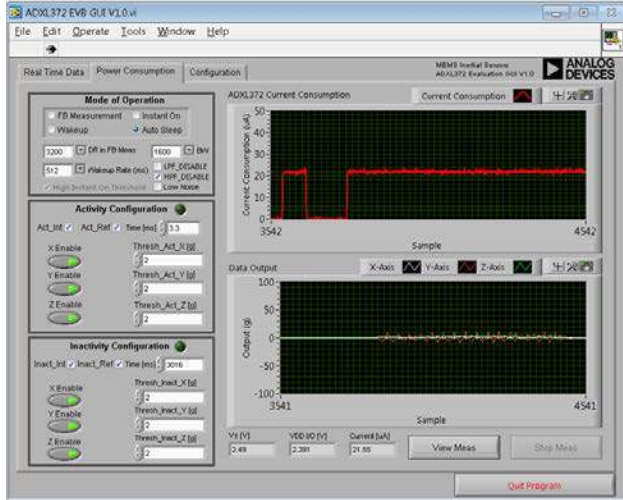 ADXL372 EVB GUI V1.0.vi
File Edit Operate Tools Window Help
Real Time Data Power Consumption Configuration
MEMS Inertial Sensors
ADXL372 Evaluation GUI V1.0
ANALOG DEVICES
Mode of Operation
FB Measurement Instant On
Wakeup Auto Sleep
3200 DR in FB Meas 1600 BW
512 Wakeup Rate (ms) LPF_DISABLE
HPF_DISABLE
High Instant On Threshold Low Noise
Activity Configuration
Act_Int Act_Ref Time [ms] 3.3
X Enable Thresh_Act_X [g]
2
Y Enable Thresh_Act_Y [g]
2
Z Enable Thresh_Act_Z [g]
2
Inactivity Configuration
Inact_Int Inact_Ref Time [ms] 3016
X Enable Thresh_Inact_X [g]
2
Y Enable Thresh_Inact_Y [g]
2
Z Enable Thresh_Inact_Z [g]
2
ADXL372 Current Consumption Current Consumption
Current Consumption (uA)
50
40
30
20
10
0
3542 4542
Sample
Data Output X-Axis Y-Axis Z-Axis
Output (g)
100
50
0
-50
-100
3541 4541
Sample
Vs [V] VDD I/O [V] Current [uA]
2.49 2.391 21.55
View Meas Stop Meas
Quit Program